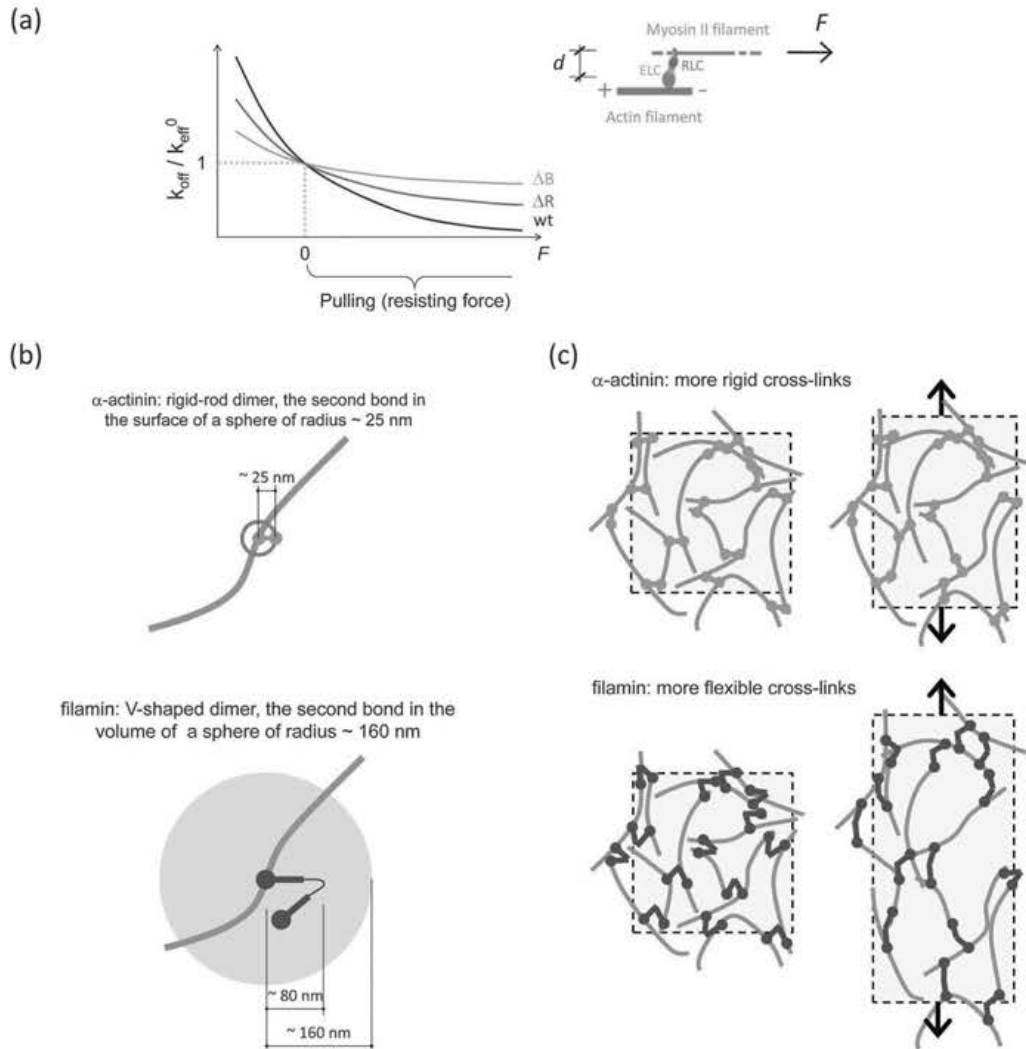 (a)
k_off / k_eff^0
1
0
F
ΔB
ΔR
wt
Pulling (resisting force)
Myosin II filament
F
d
ELC
RLC
+
-
Actin filament
(b)
α-actinin: rigid-rod dimer, the second bond in
the surface of a sphere of radius ~ 25 nm
~ 25 nm
filamin: V-shaped dimer, the second bond in the
volume of a sphere of radius ~ 160 nm
~ 80 nm
~ 160 nm
(c)
α-actinin: more rigid cross-links
filamin: more flexible cross-links